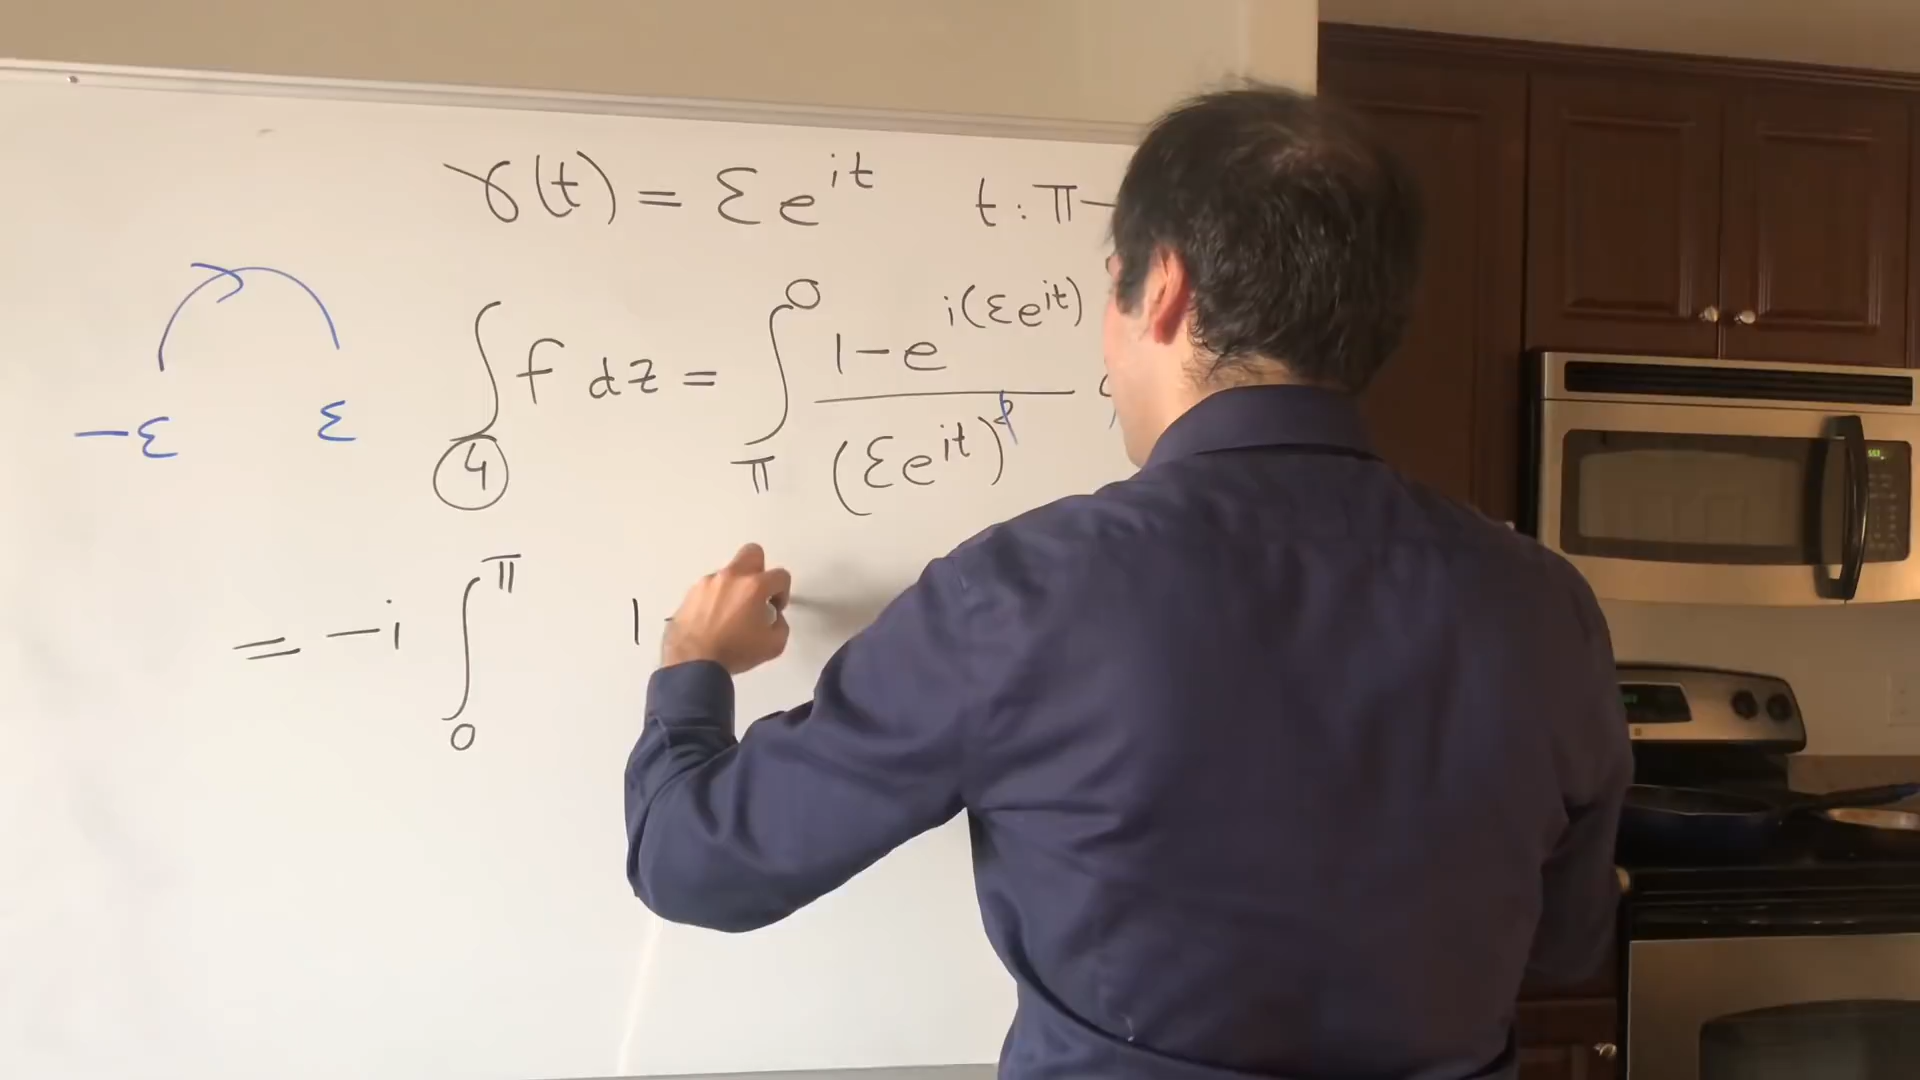 γ(t) = εe^{it} t: π–
-ε ε
∫_④ f dz = ∫_π^0 (1-e^{i(εe^{it})})/(εe^{it})^2
= -i ∫_0^π 1-